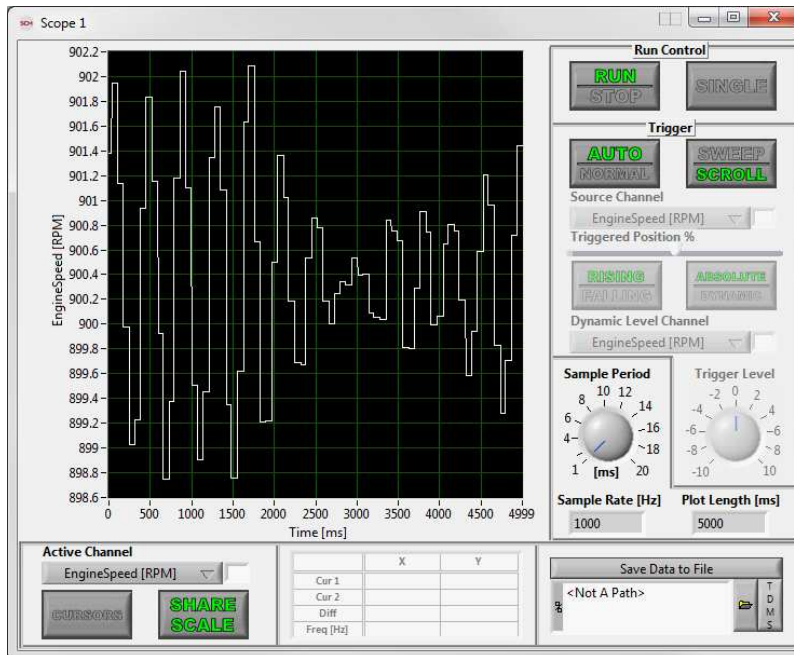 SCM Scope 1
902.2
902
901.8
901.6
901.4
901.2
901
900.8
900.6
900.4
900.2
900
899.8
899.6
899.4
899.2
899
898.8
898.6
EngineSpeed [RPM]
0 500 1000 1500 2000 2500 3000 3500 4000 4500 4999
Time [ms]
Run Control
RUN STOP
SINGLE
Trigger
AUTO NORMAL
SWEEP SCROLL
Source Channel
EngineSpeed [RPM]
Triggered Position %
RISING FALLING
ABSOLUTE DYNAMIC
Dynamic Level Channel
EngineSpeed [RPM]
Sample Period
1 4 6 8 10 12 14 16 18 20
[ms]
Trigger Level
-10 -8 -6 -4 -2 0 2 4 6 8 10
Sample Rate [Hz]
1000
Plot Length [ms]
5000
Active Channel
EngineSpeed [RPM]
CURSORS
SHARE SCALE
X Y
Cur 1
Cur 2
Diff
Freq [Hz]
Save Data to File
<Not A Path>
TDMS